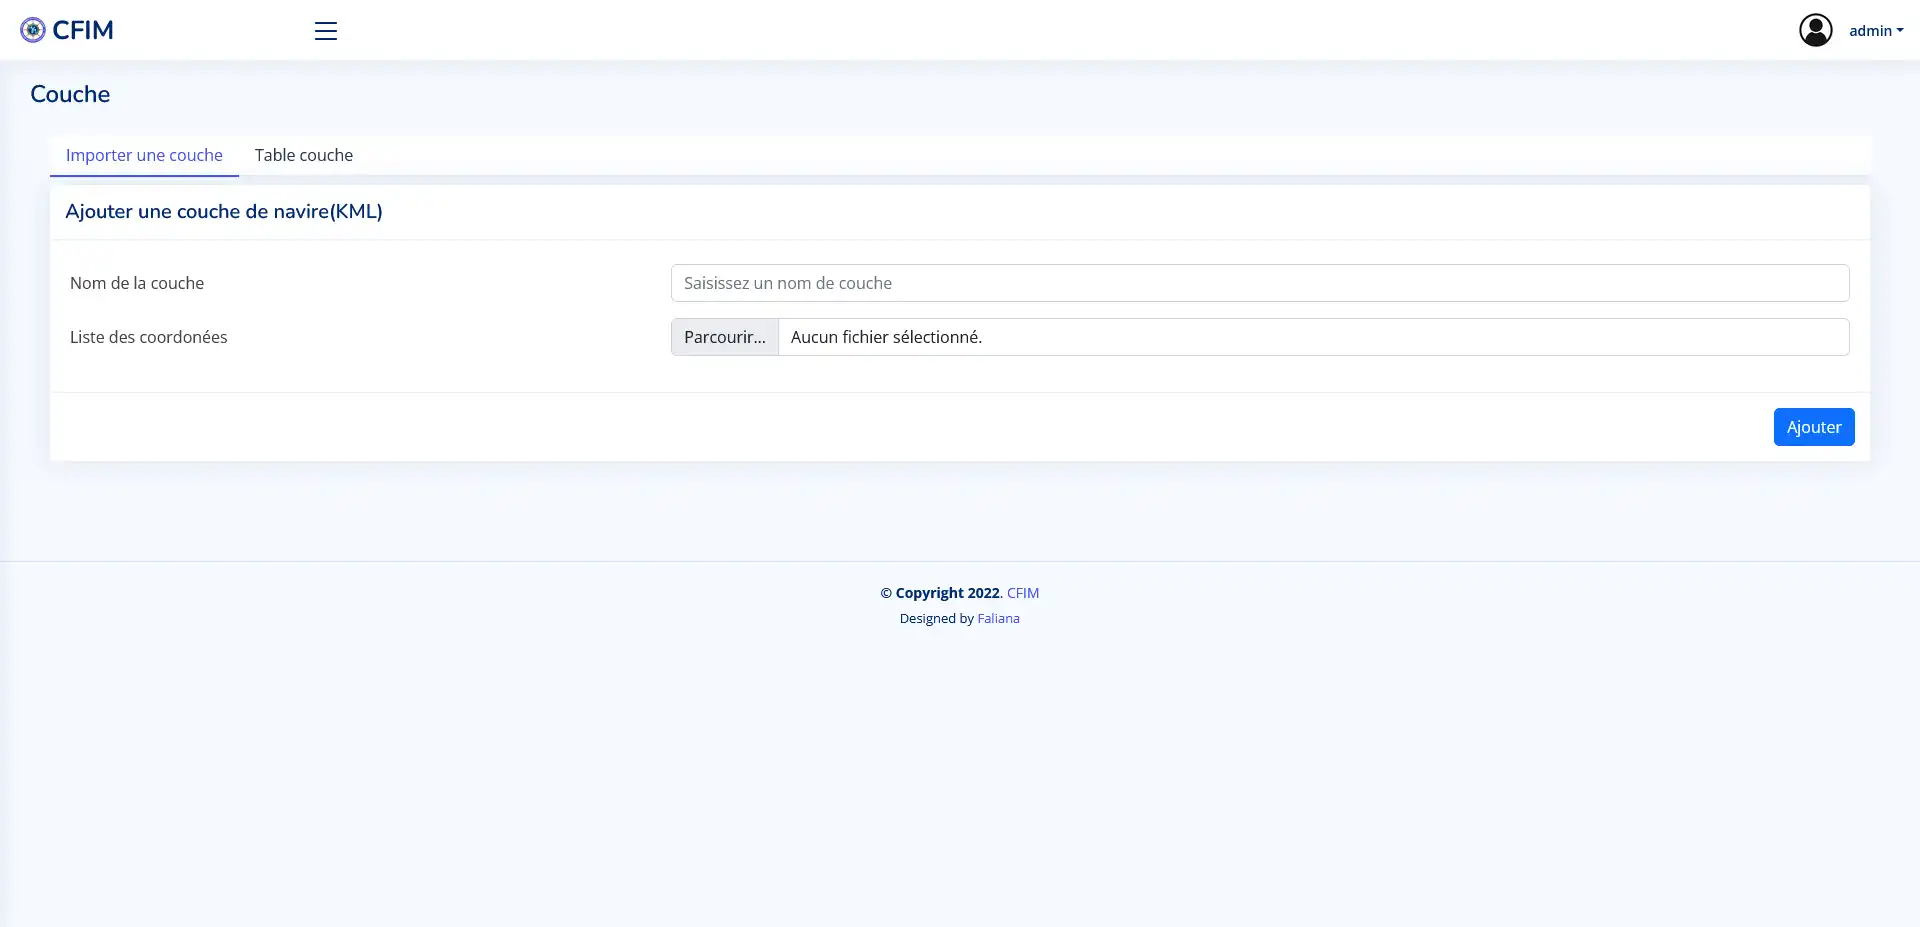 CFIM
admin
Couche
Importer une couche Table couche
Ajouter une couche de navire(KML)
Nom de la couche Saisissez un nom de couche
Liste des coordonées Parcourir... Aucun fichier sélectionné.
Ajouter
© Copyright 2022. CFIM
Designed by Faliana